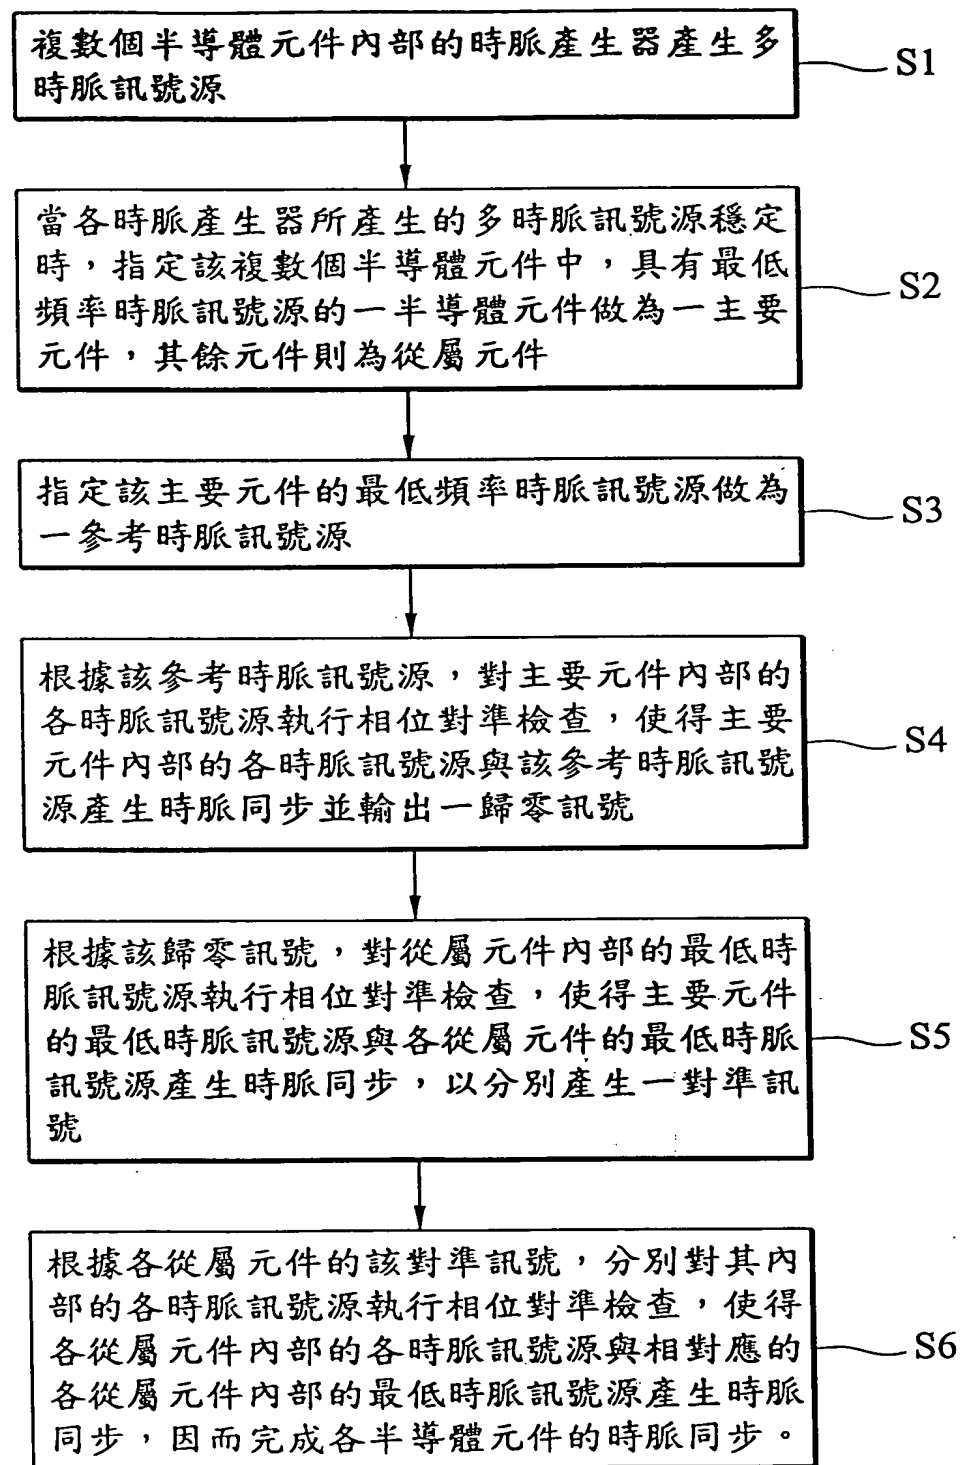 複數個半導體元件內部的時脈產生器產生多
時脈訊號源
S1
當各時脈產生器所產生的多時脈訊號源穩定
時，指定該複數個半導體元件中，具有最低
頻率時脈訊號源的一半導體元件做為一主要
元件，其餘元件則為從屬元件
S2
指定該主要元件的最低頻率時脈訊號源做為
一參考時脈訊號源
S3
根據該參考時脈訊號源，對主要元件內部的
各時脈訊號源執行相位對準檢查，使得主要
元件內部的各時脈訊號源與該參考時脈訊號
源產生時脈同步並輸出一歸零訊號
S4
根據該歸零訊號，對從屬元件內部的最低時
脈訊號源執行相位對準檢查，使得主要元件
的最低時脈訊號源與各從屬元件的最低時脈
訊號源產生時脈同步，以分別產生一對準訊
號
S5
根據各從屬元件的該對準訊號，分別對其內
部的各時脈訊號源執行相位對準檢查，使得
各從屬元件內部的各時脈訊號源與相對應的
各從屬元件內部的最低時脈訊號源產生時脈
同步，因而完成各半導體元件的時脈同步。
S6